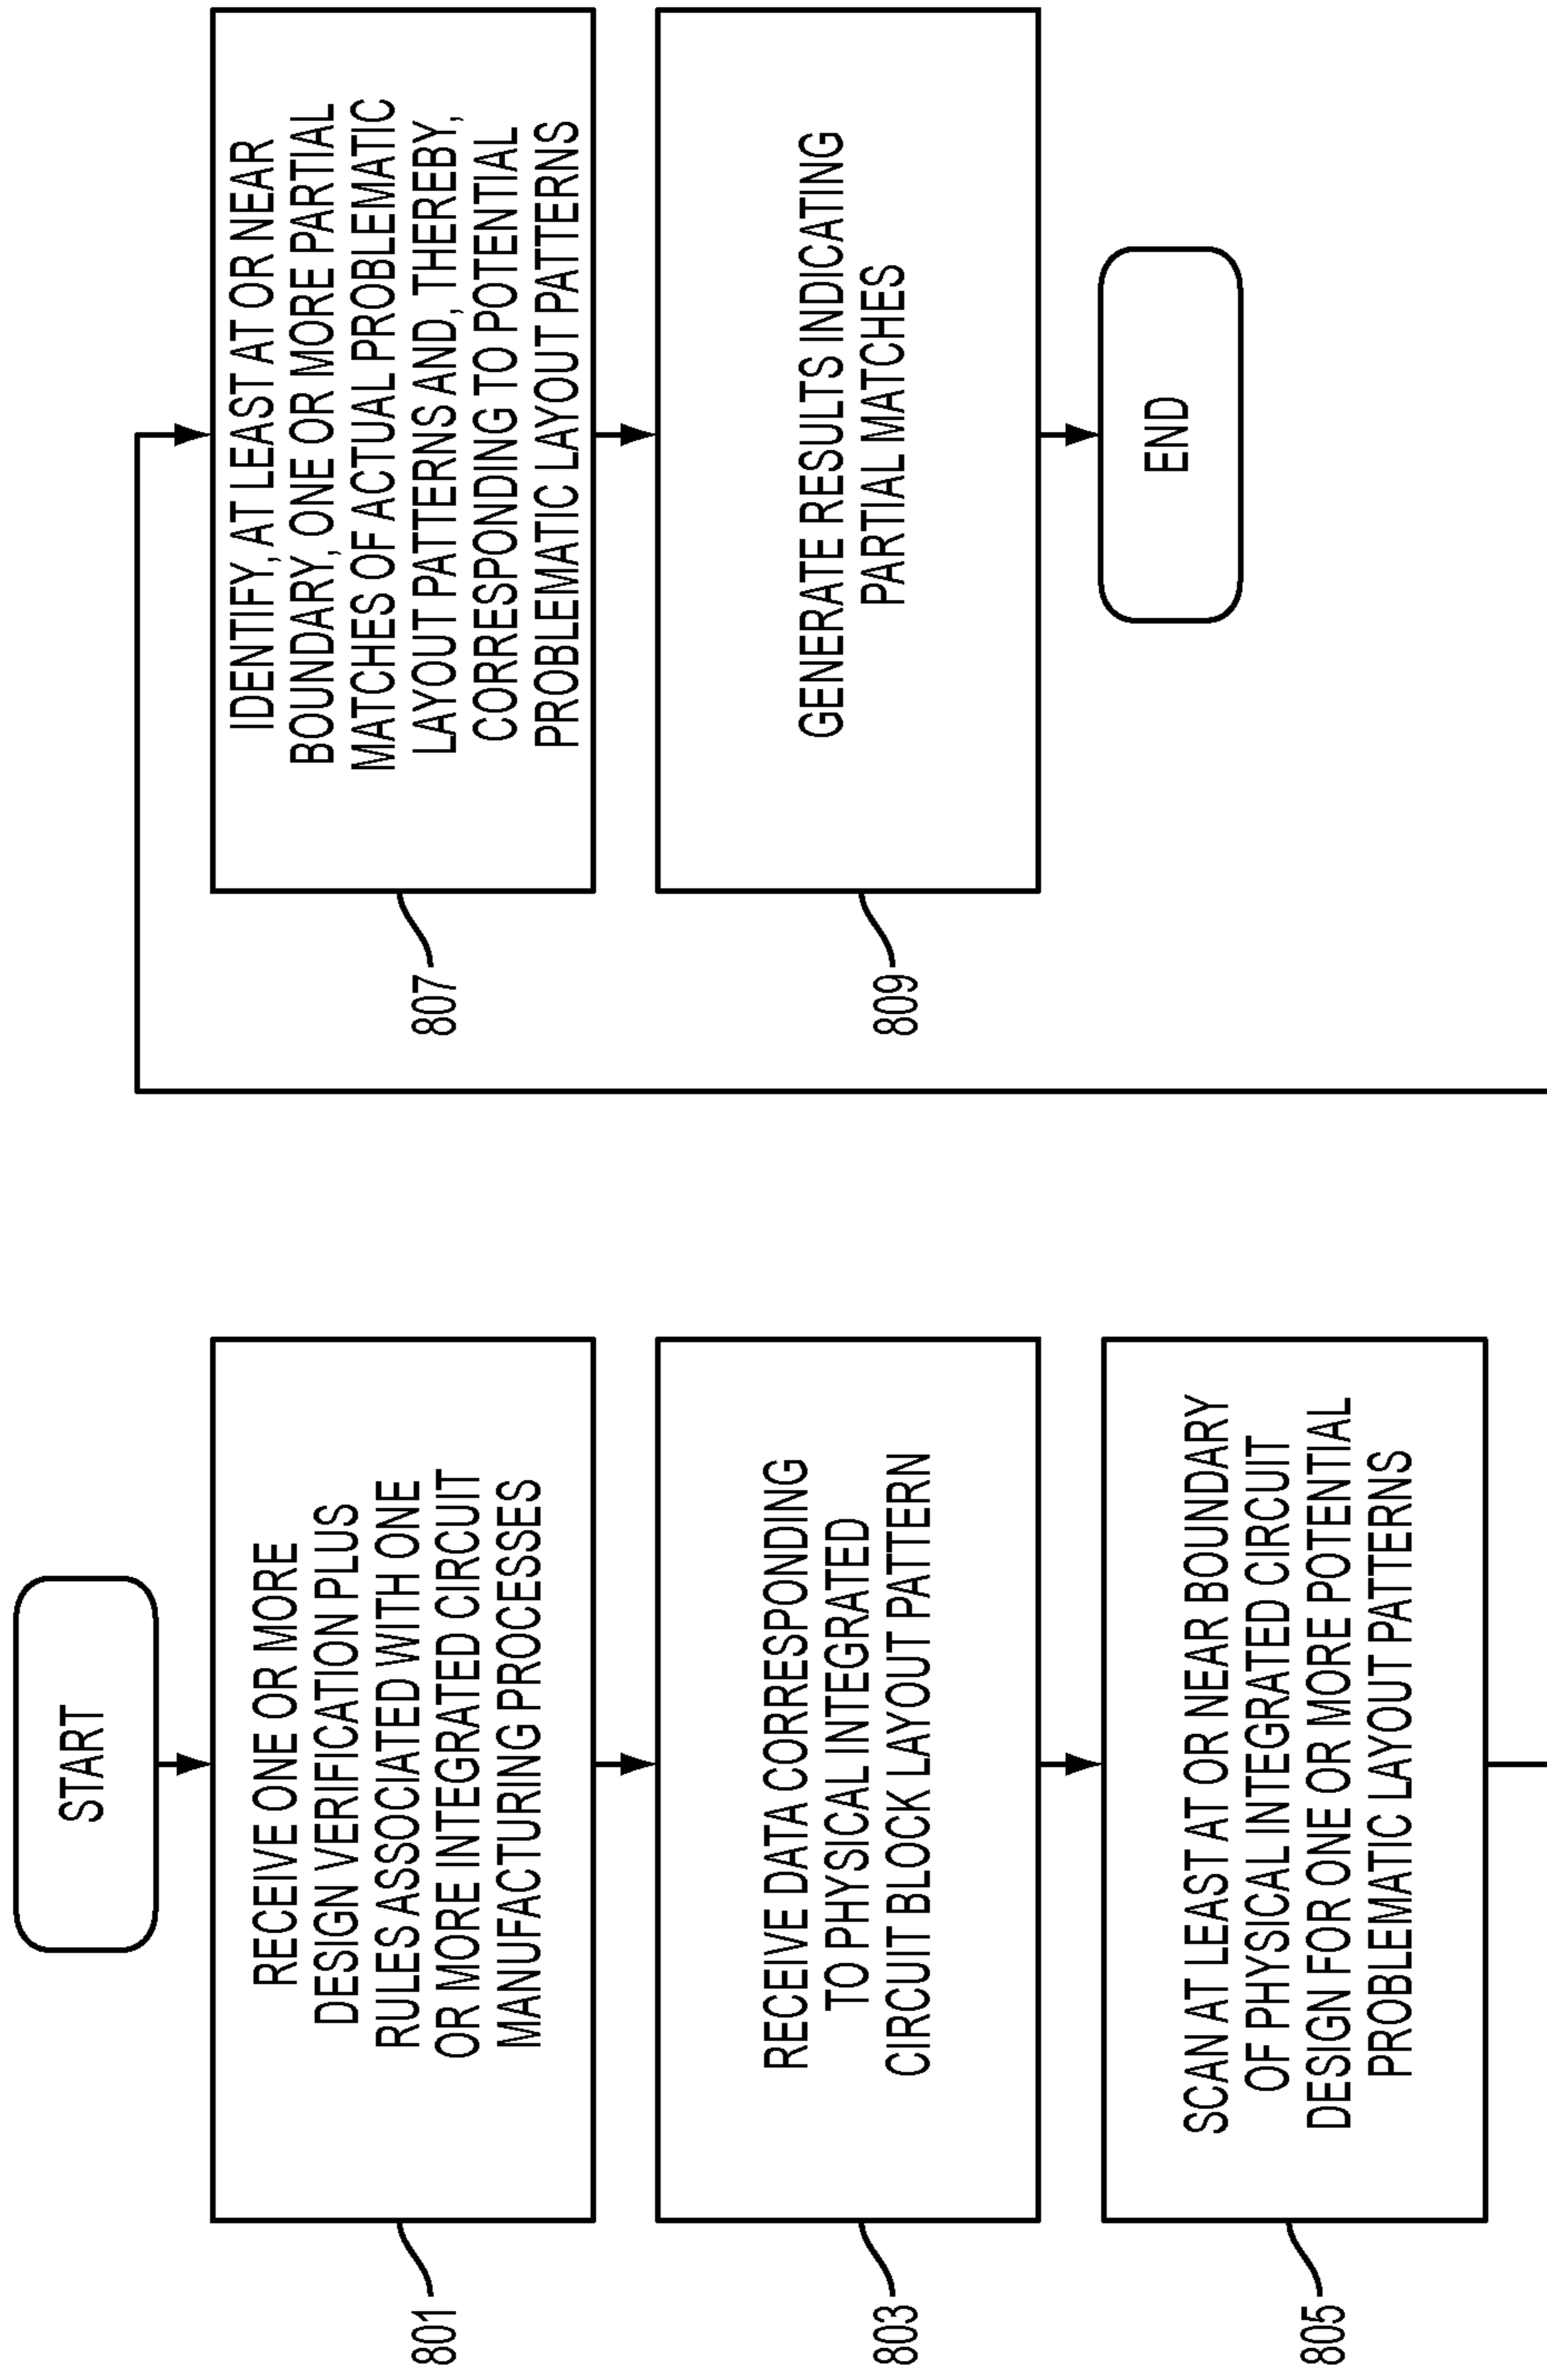 START
RECEIVE ONE OR MORE
DESIGN VERIFICATION PLUS
RULES ASSOCIATED WITH ONE
OR MORE INTEGRATED CIRCUIT
MANUFACTURING PROCESSES
801
RECEIVE DATA CORRESPONDING
TO PHYSICAL INTEGRATED
CIRCUIT BLOCK LAYOUT PATTERN
803
SCAN AT LEAST AT OR NEAR BOUNDARY
OF PHYSICAL INTEGRATED CIRCUIT
DESIGN FOR ONE OR MORE POTENTIAL
PROBLEMATIC LAYOUT PATTERNS
805
IDENTIFY, AT LEAST AT OR NEAR
BOUNDARY, ONE OR MORE PARTIAL
MATCHES OF ACTUAL PROBLEMATIC
LAYOUT PATTERNS AND, THEREBY,
CORRESPONDING TO POTENTIAL
PROBLEMATIC LAYOUT PATTERNS
807
GENERATE RESULTS INDICATING
PARTIAL MATCHES
809
END